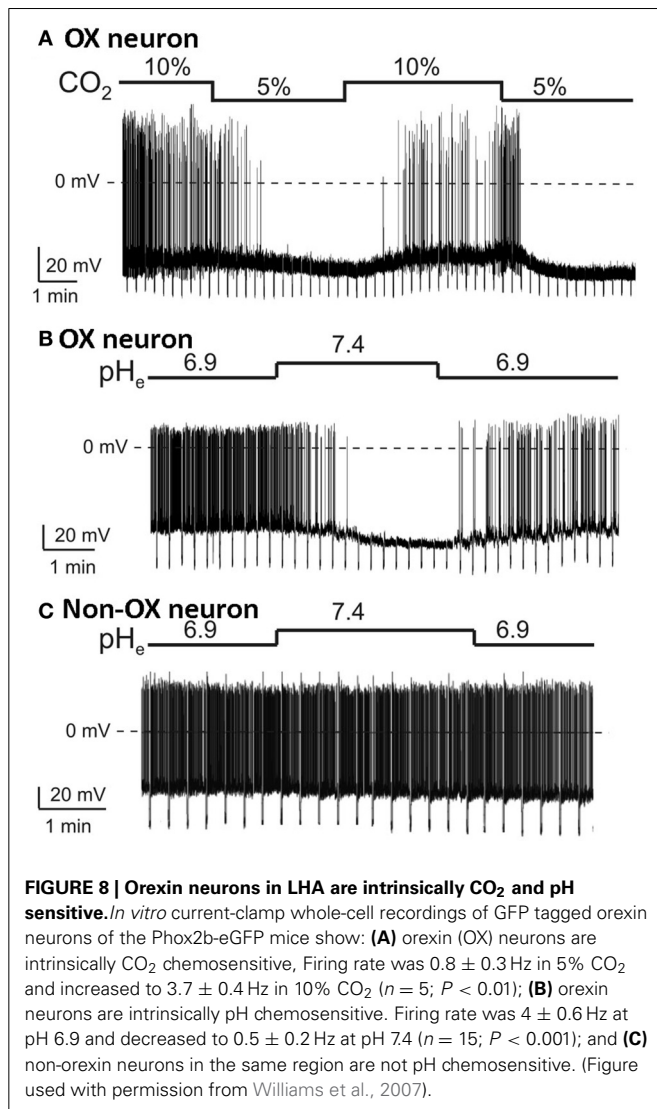 A OX neuron
CO2 10% 5% 10% 5%
0 mV
20 mV
1 min
B OX neuron
pHe 6.9 7.4 6.9
0 mV
20 mV
1 min
C Non-OX neuron
pHe 6.9 7.4 6.9
0 mV
20 mV
1 min
FIGURE 8 | Orexin neurons in LHA are intrinsically CO2 and pH
sensitive. In vitro current-clamp whole-cell recordings of GFP tagged orexin
neurons of the Phox2b-eGFP mice show: (A) orexin (OX) neurons are
intrinsically CO2 chemosensitive, Firing rate was 0.8 ± 0.3 Hz in 5% CO2
and increased to 3.7 ± 0.4 Hz in 10% CO2 (n = 5; P < 0.01); (B) orexin
neurons are intrinsically pH chemosensitive. Firing rate was 4 ± 0.6 Hz at
pH 6.9 and decreased to 0.5 ± 0.2 Hz at pH 7.4 (n = 15; P < 0.001); and (C)
non-orexin neurons in the same region are not pH chemosensitive. (Figure
used with permission from Williams et al., 2007).